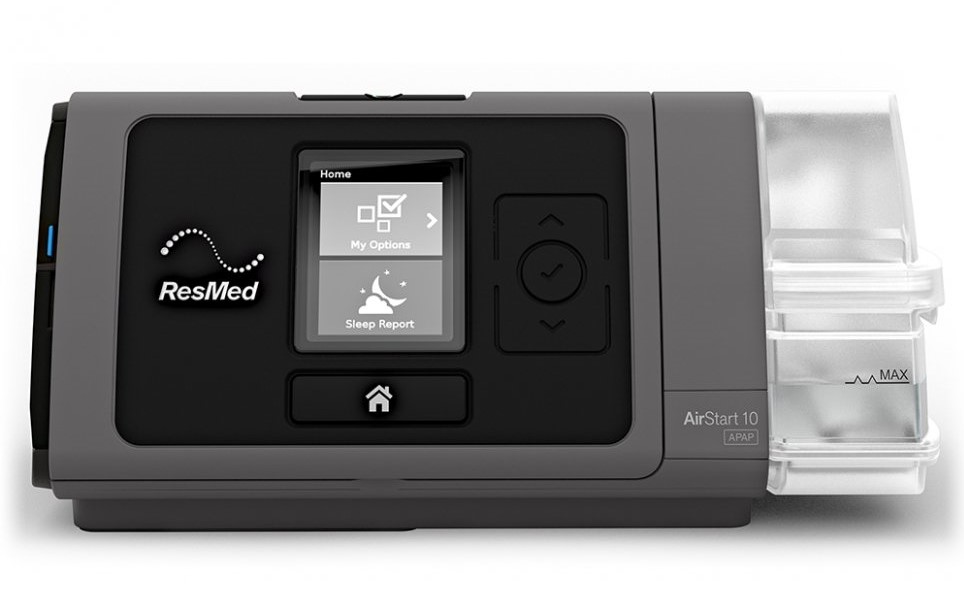 Home
My Options
Sleep Report
ResMed
MAX
AirStart 10
APAP